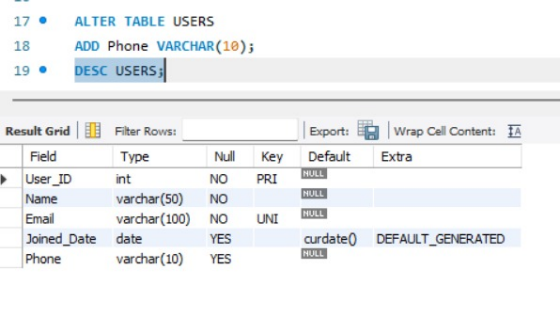 17 ALTER TABLE USERS
18 ADD Phone VARCHAR(10);
19 DESC USERS;
Result Grid Filter Rows: Export: Wrap Cell Content: IA
Field Type Null Key Default Extra
User_ID int NO PRI NULL
Name varchar(50) NO NULL
Email varchar(100) NO UNI NULL
Joined_Date date YES curdate() DEFAULT_GENERATED
Phone varchar(10) YES NULL